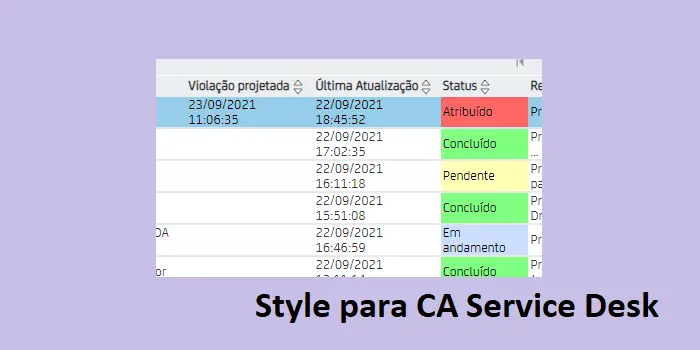 Violação projetada Última Atualização Status Re
23/09/2021 22/09/2021
11:06:35 18:45:52 Atribuído Pr
22/09/2021 Pr
17:02:35 Concluído ...
22/09/2021 Pr
16:11:18 Pendente pa
22/09/2021 Pr
15:51:08 Concluído Dr
DA 22/09/2021 Em
16:46:59 andamento Pr
22/09/2021 Pr
or Concluído
Style para CA Service Desk